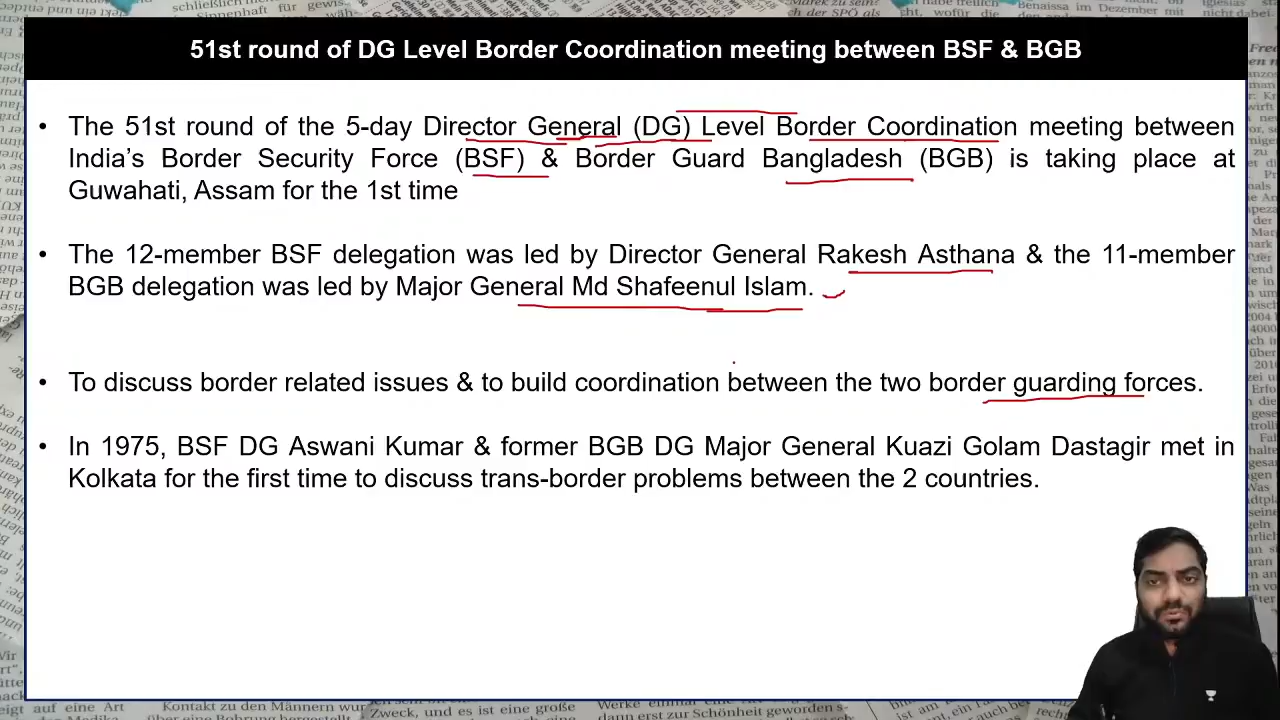 51st round of DG Level Border Coordination meeting between BSF & BGB
• The 51st round of the 5-day Director General (DG) Level Border Coordination meeting between
India’s Border Security Force (BSF) & Border Guard Bangladesh (BGB) is taking place at
Guwahati, Assam for the 1st time
• The 12-member BSF delegation was led by Director General Rakesh Asthana & the 11-member
BGB delegation was led by Major General Md Shafeenul Islam.
• To discuss border related issues & to build coordination between the two border guarding forces.
• In 1975, BSF DG Aswani Kumar & former BGB DG Major General Kuazi Golam Dastagir met in
Kolkata for the first time to discuss trans-border problems between the 2 countries.